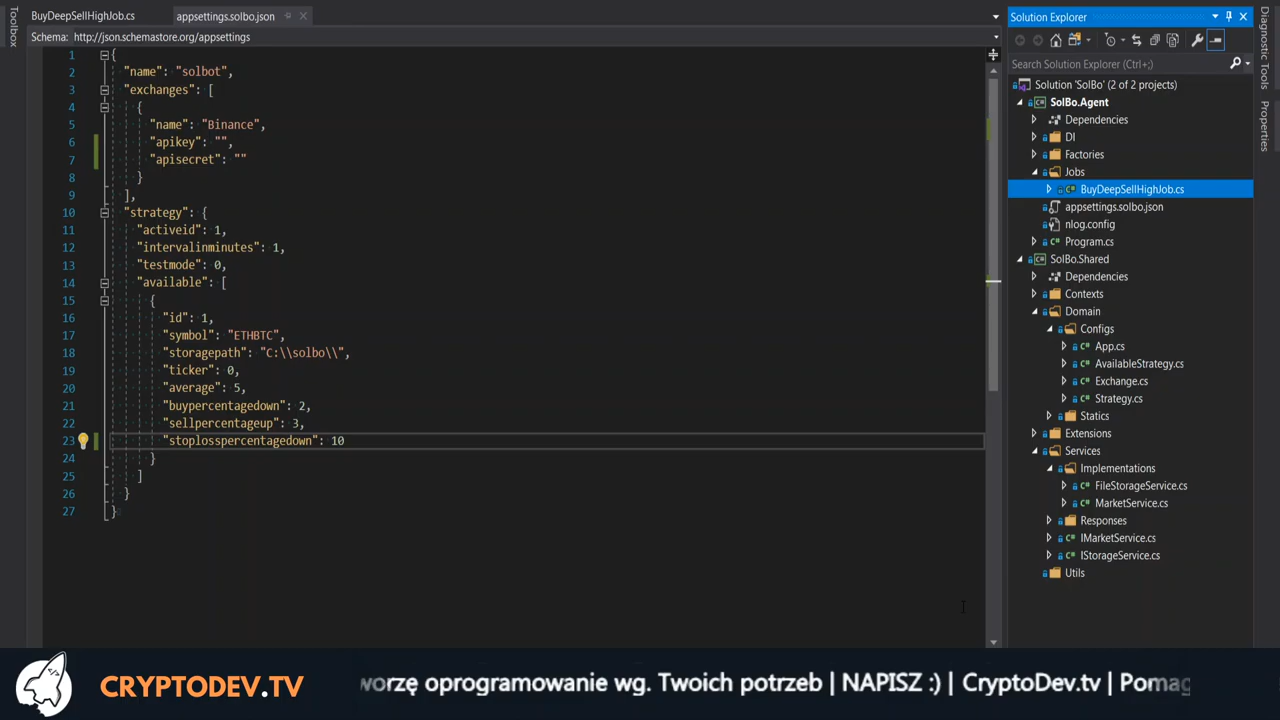 Toolbox
BuyDeepSellHighJob.cs
appsettings.solbo.json
Schema: http://json.schemastore.org/appsettings
1 {
2 "name": "solbot",
3 "exchanges": [
4 {
5 "name": "Binance",
6 "apikey": "",
7 "apisecret": ""
8 }
9 ],
10 "strategy": {
11 "activeid": 1,
12 "intervalinminutes": 1,
13 "testmode": 0,
14 "available": [
15 {
16 "id": 1,
17 "symbol": "ETHBTC",
18 "storagepath": "C:\\solbo\\",
19 "ticker": 0,
20 "average": 5,
21 "buypercentagedown": 2,
22 "sellpercentageup": 3,
23 "stoplosspercentagedown": 10
24 }
25 ]
26 }
27 }
Solution Explorer
Search Solution Explorer (Ctrl+;)
Solution 'SolBo' (2 of 2 projects)
SolBo.Agent
Dependencies
DI
Factories
Jobs
BuyDeepSellHighJob.cs
appsettings.solbo.json
nlog.config
Program.cs
SolBo.Shared
Dependencies
Contexts
Domain
Configs
App.cs
AvailableStrategy.cs
Exchange.cs
Strategy.cs
Statics
Extensions
Services
Implementations
FileStorageService.cs
MarketService.cs
Responses
IMarketService.cs
IStorageService.cs
Utils
Diagnostic Tools
Properties
CRYPTODEV.TV
worzę oprogramowanie wg. Twoich potrzeb | NAPISZ :) | CryptoDev.tv | Pomag